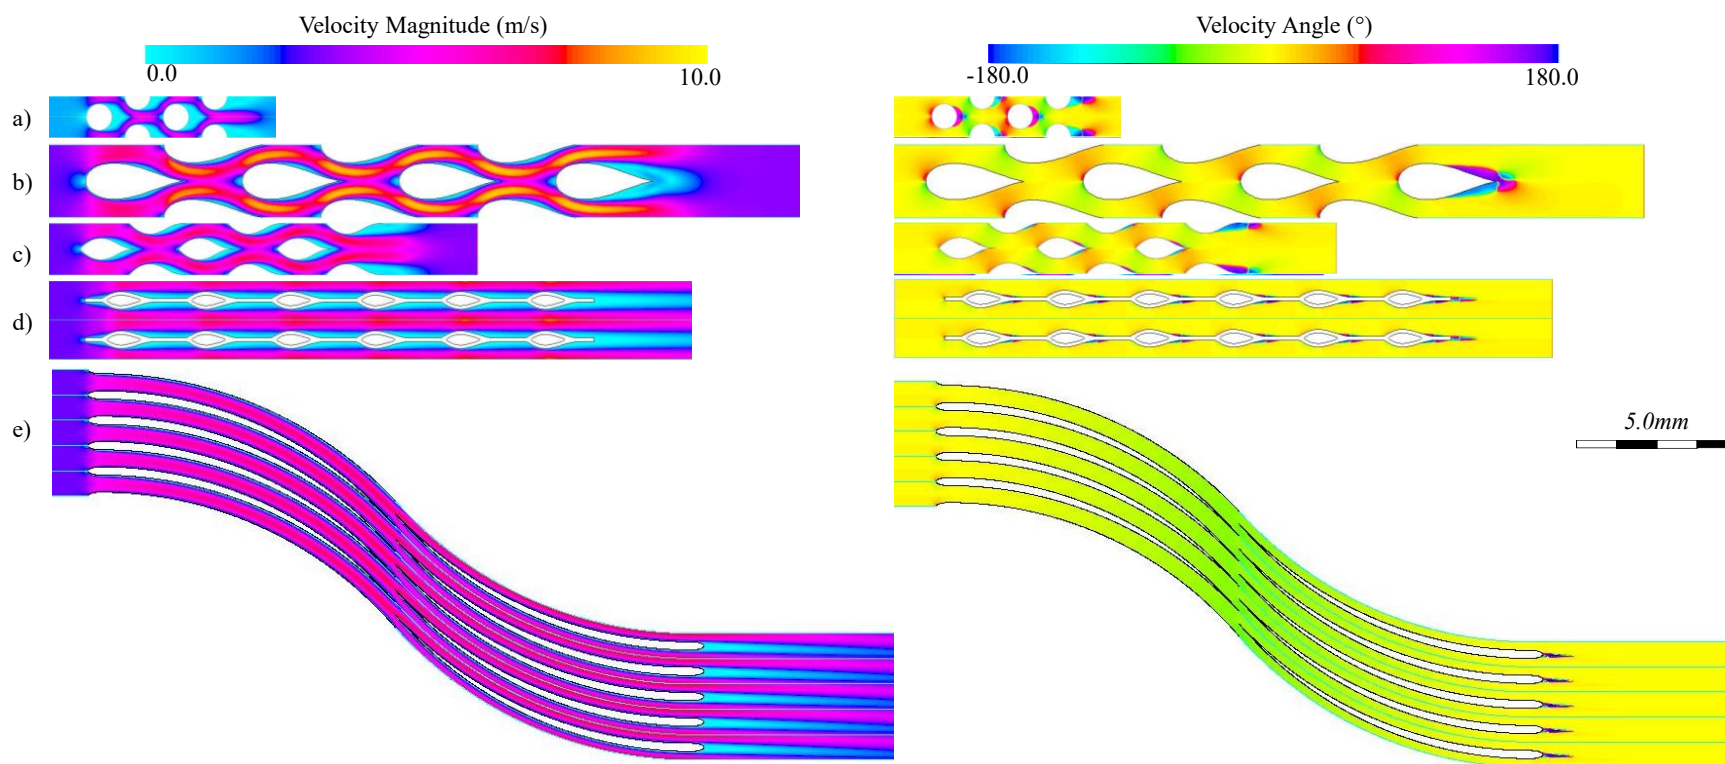 Velocity Magnitude (m/s)
Velocity Angle (°)
0.0
10.0
-180.0
180.0
a)
b)
c)
d)
e)
5.0mm